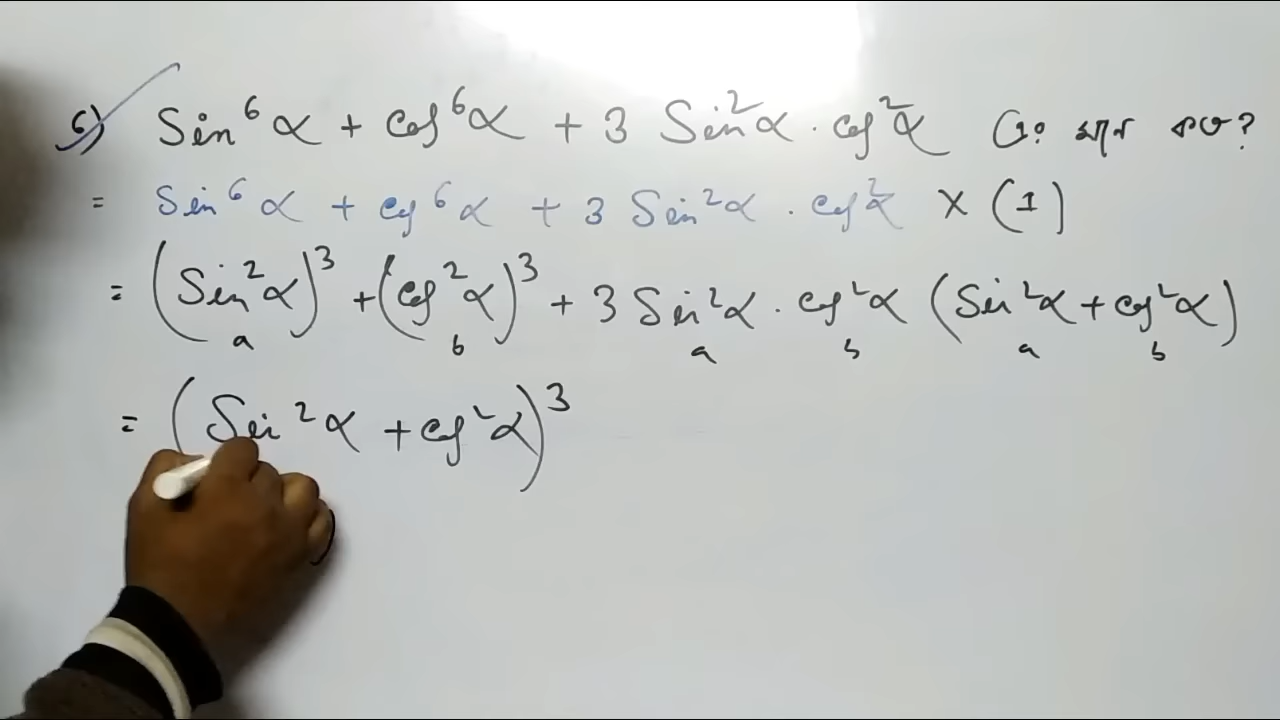 6) Sin⁶α + Cos⁶α + 3 Sin²α · Cos²α এর মান কত?
= Sin⁶α + Cos⁶α + 3 Sin²α · Cos²α × (1)
= (Sin²α)³ + (Cos²α)³ + 3 Sin²α · Cos²α (Sin²α + Cos²α)
a b a b a b
= (Sin²α + Cos²α)³